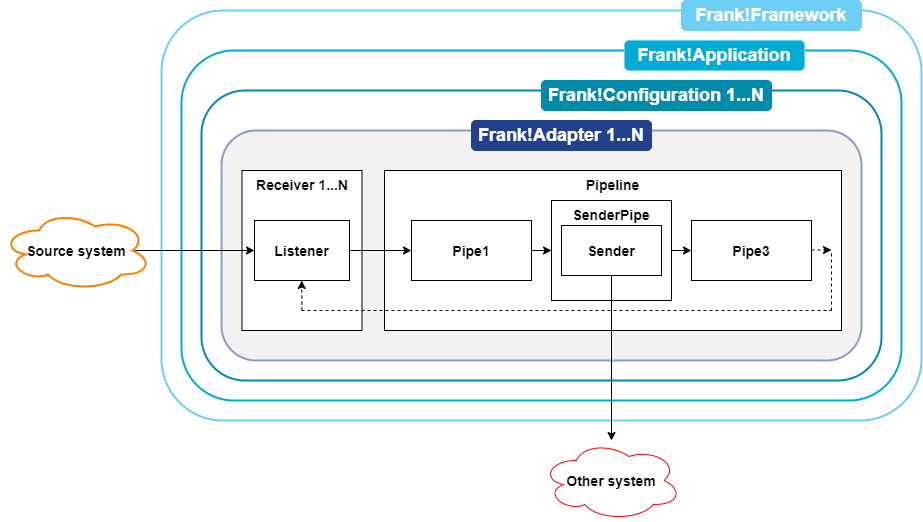 Frank!Framework
Frank!Application
Frank!Configuration 1...N
Frank!Adapter 1...N
Receiver 1...N
Pipeline
SenderPipe
Source system
Listener
Pipe1
Sender
Pipe3
Other system